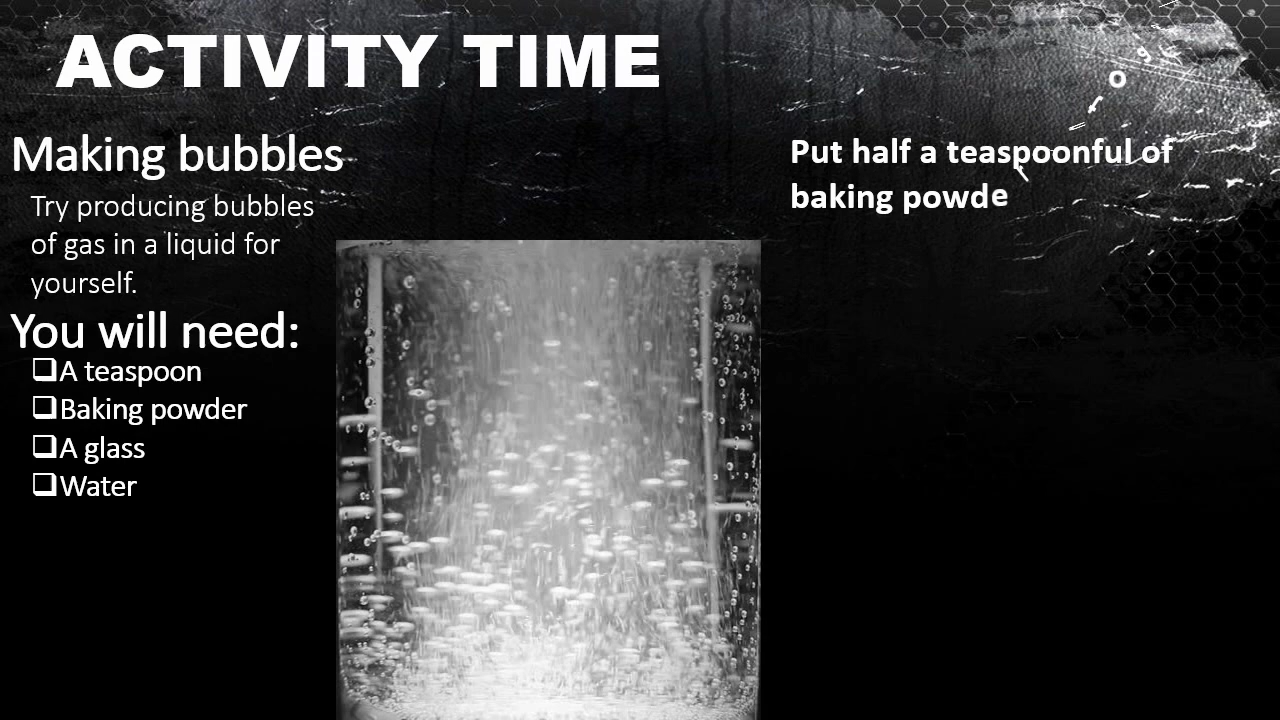 ACTIVITY TIME
Making bubbles
Try producing bubbles
of gas in a liquid for
yourself.
You will need:
❑A teaspoon
❑Baking powder
❑A glass
❑Water
Put half a teaspoonful of
baking powde